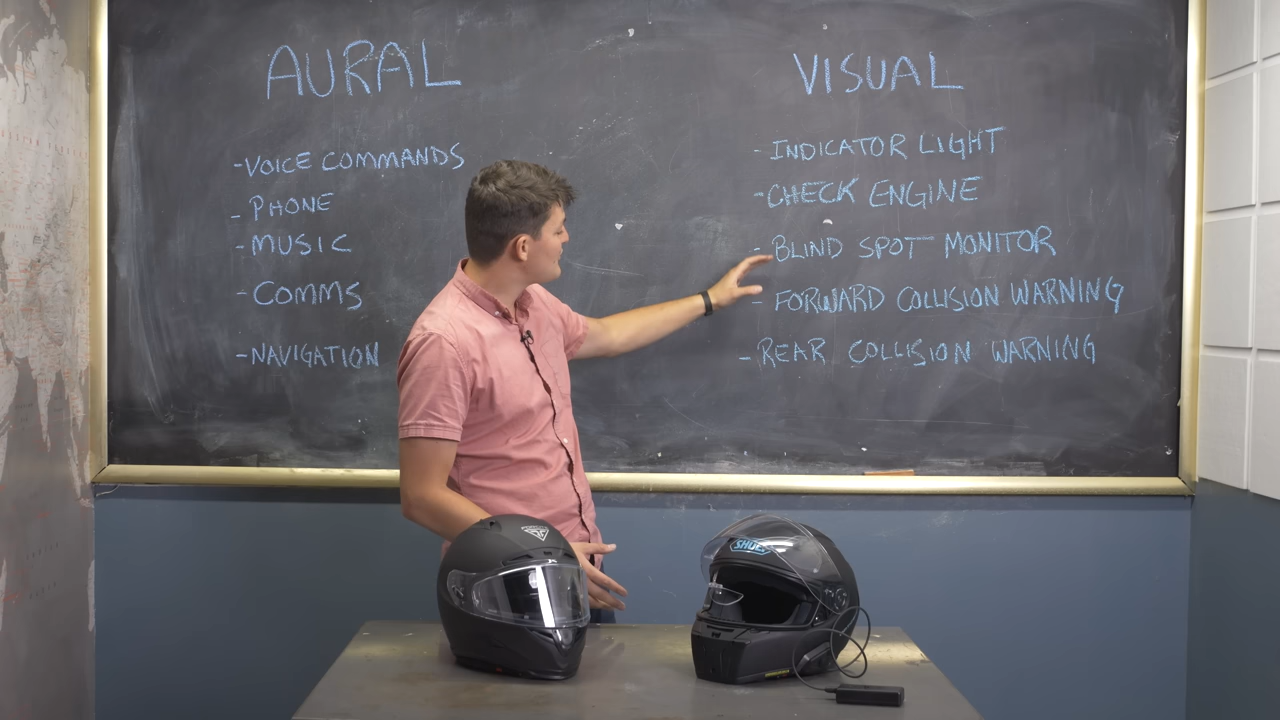 AURAL
-VOICE COMMANDS
- PHONE
- MUSIC
- COMMS
-NAVIGATION
VISUAL
- INDICATOR LIGHT
-CHECK ENGINE
- BLIND SPOT MONITOR
- FORWARD COLLISION WARNING
- REAR COLLISION WARNING
SHOEI